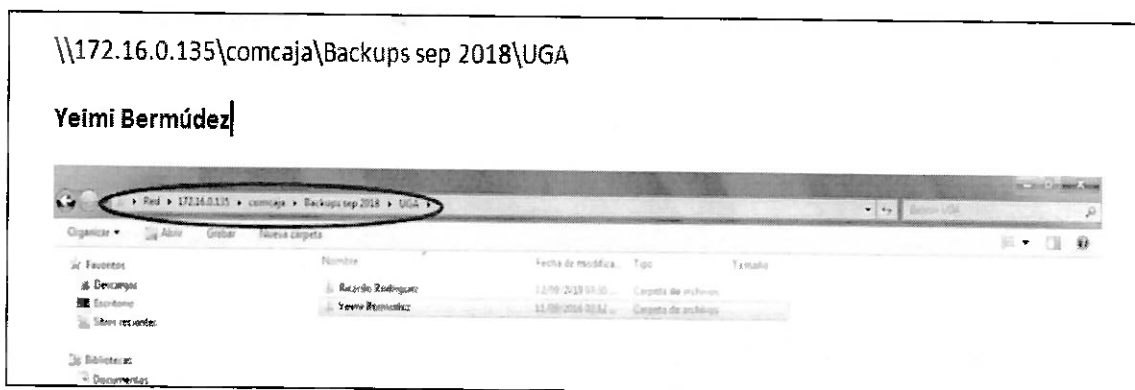 \\172.16.0.135\comcaja\Backups sep 2018\UGA
Yeimi Bermúdez
Red ▸ 172.16.0.135 ▸ comcaja ▸ Backups sep 2018 ▸ UGA ▸
Organizar Abrir Grabar Nueva carpeta
Favoritos Nombre Fecha de modifica... Tipo Tamaño
Descargas Ricardo Rodriguez Carpeta de archivos
Escritorio Yeimi Bermudez Carpeta de archivos
Sitios recientes
Bibliotecas
Documentos